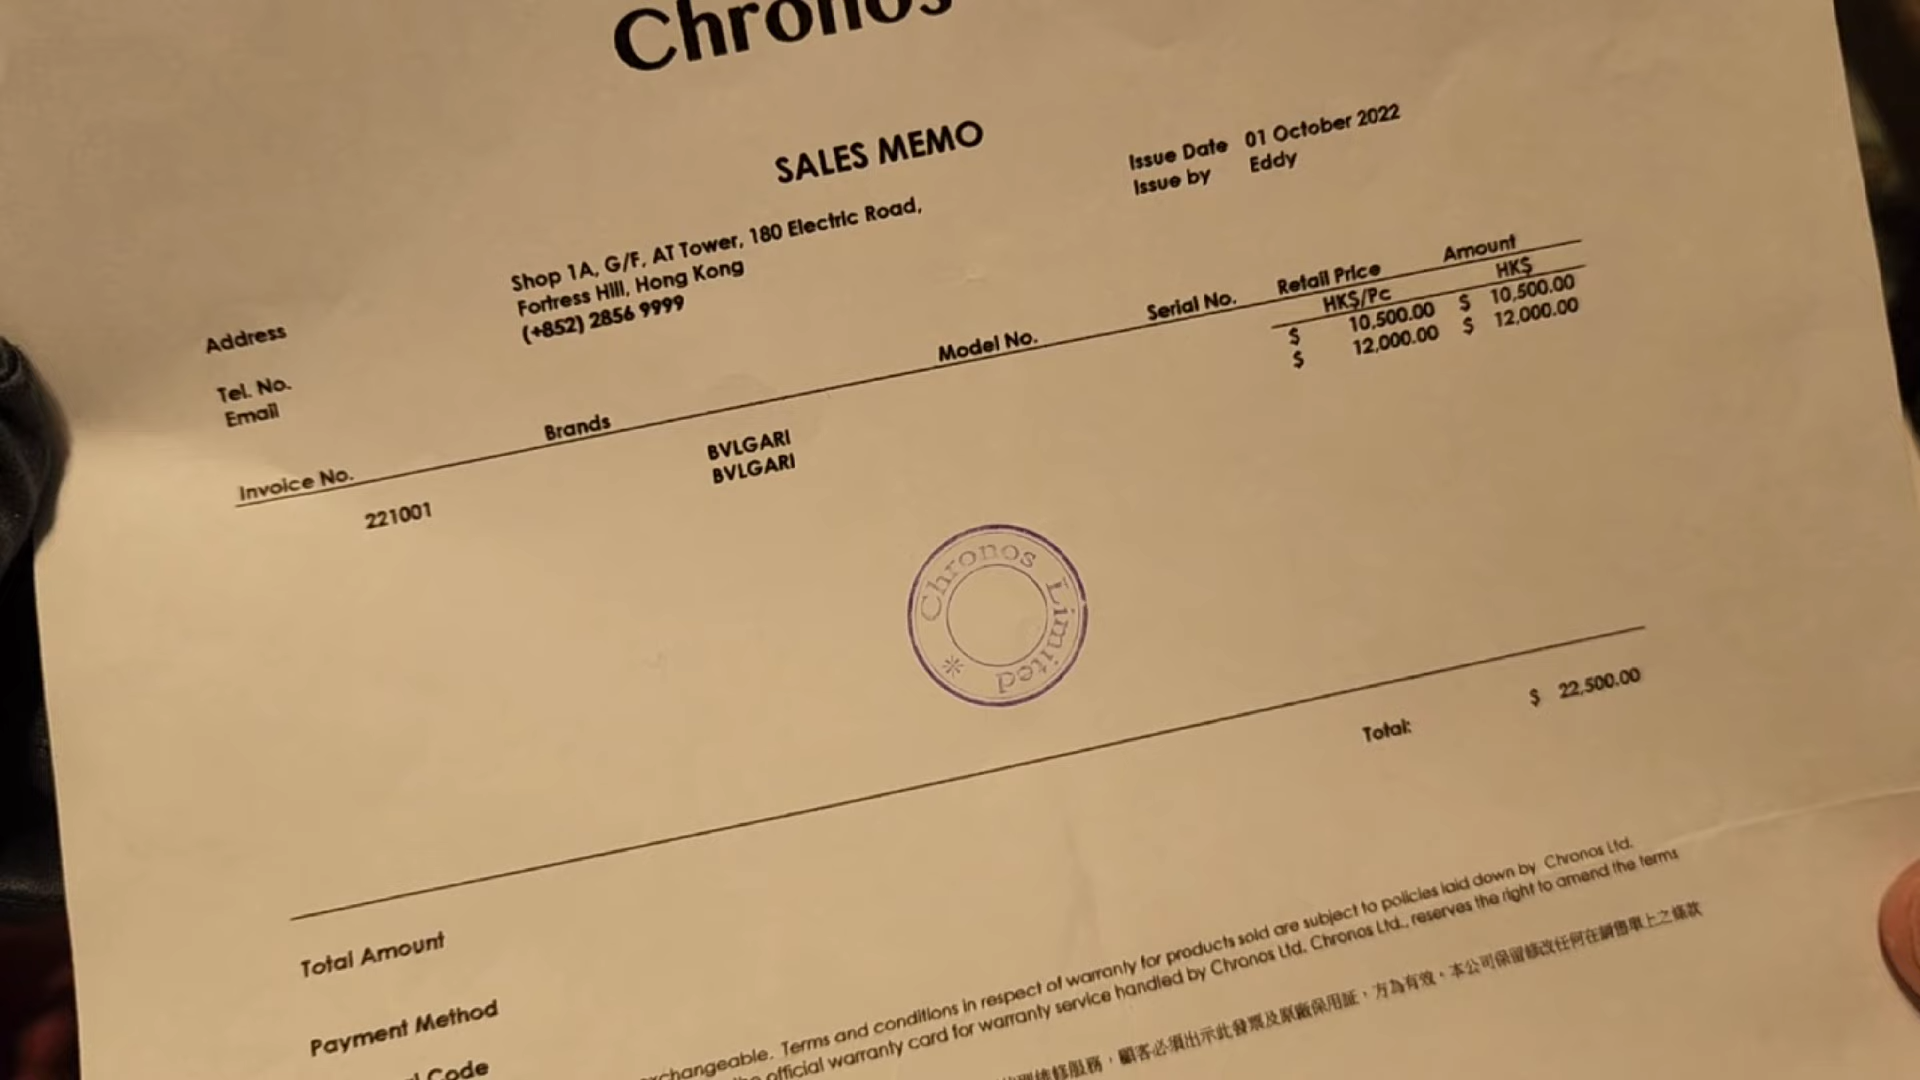 Chronos
SALES MEMO
Issue Date 01 October 2022
Issue by Eddy
Address Shop 1A, G/F, AT Tower, 180 Electric Road,
Fortress Hill, Hong Kong
Tel. No. (+852) 2856 9999
Email
Invoice No. Brands Model No. Serial No. Retail Price Amount
HK$/Pc HK$
221001 BVLGARI $ 10,500.00 $ 10,500.00
BVLGARI $ 12,000.00 $ 12,000.00
Chronos Limited *
Total: $ 22,500.00
Total Amount
Payment Method
Code
changeable. Terms and conditions in respect of warranty for products sold are subject to policies laid down by Chronos Ltd.
official warranty card for warranty service handled by Chronos Ltd. Chronos Ltd., reserves the right to amend the terms
維修服務，顧客必須出示此發票及原廠保用証，方為有效。本公司保留修改任何在銷售單上之條款